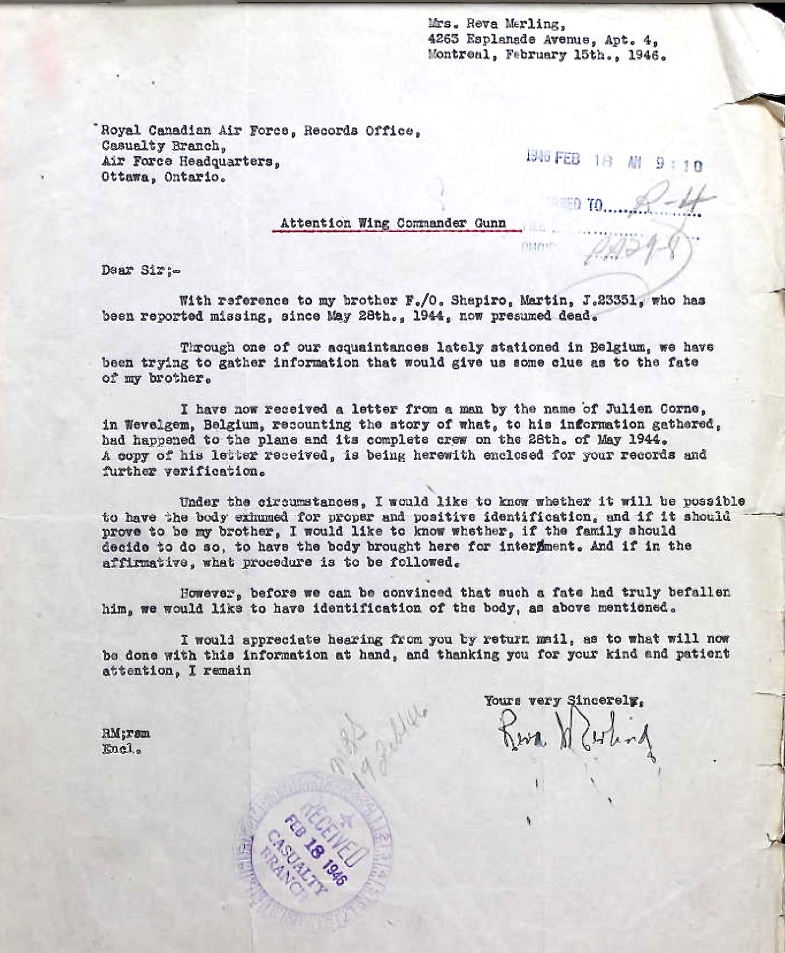 Mrs. Reva Merling,
4263 Esplanade Avenue, Apt. 4,
Montreal, February 15th., 1946.
Royal Canadian Air Force, Records Office,
Casualty Branch,
Air Force Headquarters,
Ottawa, Ontario.
1946 FEB 18 AM 9:10
TO
R-4
Attention Wing Commander Gunn
Dear Sir;-
With reference to my brother F./O. Shapiro, Martin, J.23351, who has
been reported missing, since May 28th., 1944, now presumed dead.
Through one of our acquaintances lately stationed in Belgium, we have
been trying to gather information that would give us some clue as to the fate
of my brother.
I have now received a letter from a man by the name of Julien Corne,
in Wevelgem, Belgium, recounting the story of what, to his information gathered,
had happened to the plane and its complete crew on the 28th. of May 1944.
A copy of his letter received, is being herewith enclosed for your records and
further verification.
Under the circumstances, I would like to know whether it will be possible
to have the body exhumed for proper and positive identification, and if it should
prove to be my brother, I would like to know whether, if the family should
decide to do so, to have the body brought here for interment. And if in the
affirmative, what procedure is to be followed.
However, before we can be convinced that such a fate had truly befallen
him, we would like to have identification of the body, as above mentioned.
I would appreciate hearing from you by return mail, as to what will now
be done with this information at hand, and thanking you for your kind and patient
attention, I remain
Yours very Sincerely,
Reva Merling
RM;rsm
Encl.
19 Feb 46
RECEIVED
FEB 18 1946
CASUALTY
BRANCH